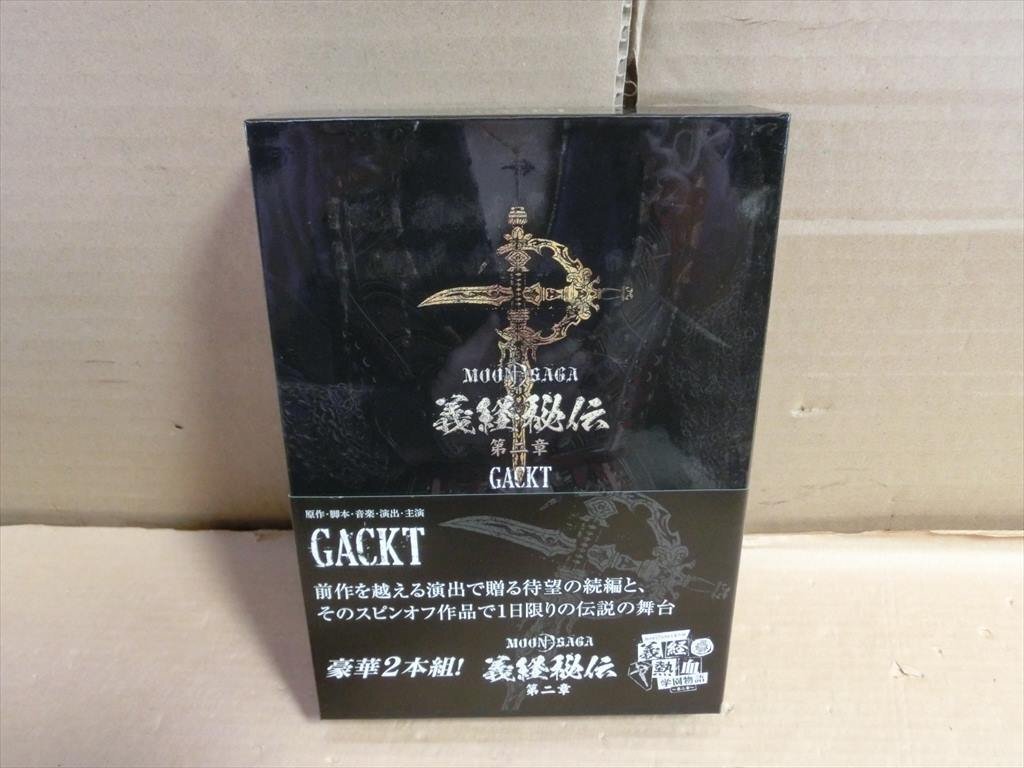 MOON SAGA
義経秘伝
第二章
GACKT
原作・脚本・音楽・演出・主演
GACKT
前作を越える演出で贈る待望の続編と、
そのスピンオフ作品で1日限りの伝説の舞台
豪華2本組!
MOON SAGA
義経秘伝
第二章
義経
熱血
学園物語